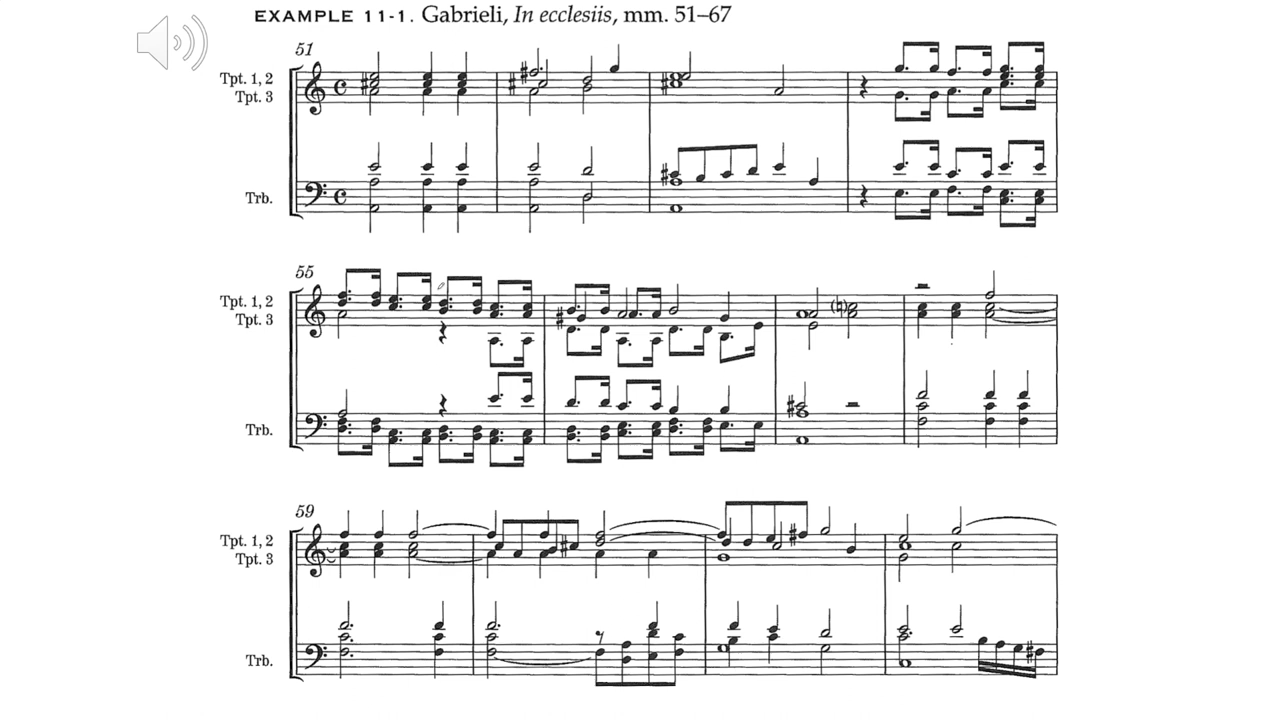 EXAMPLE 11-1. Gabrieli, In ecclesiis, mm. 51–67
51
Tpt. 1, 2
Tpt. 3
Trb.
55
Tpt. 1, 2
Tpt. 3
Trb.
59
Tpt. 1, 2
Tpt. 3
Trb.